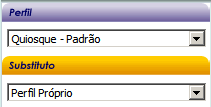 Perfil
Quiosque - Padrão
Substituto
Perfil Próprio